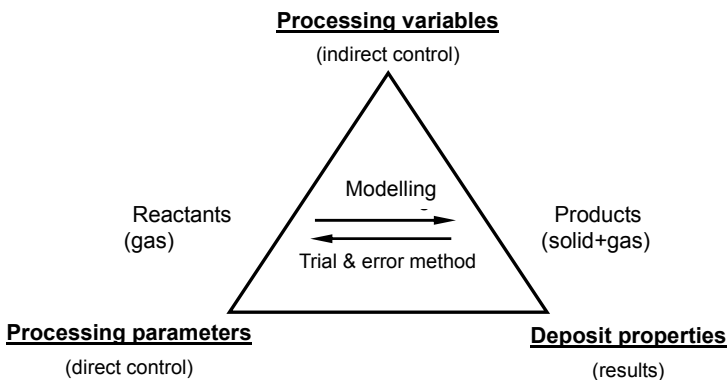 Processing variables
(indirect control)
Modelling
Reactants
(gas)
Products
(solid+gas)
Trial & error method
Processing parameters
(direct control)
Deposit properties
(results)